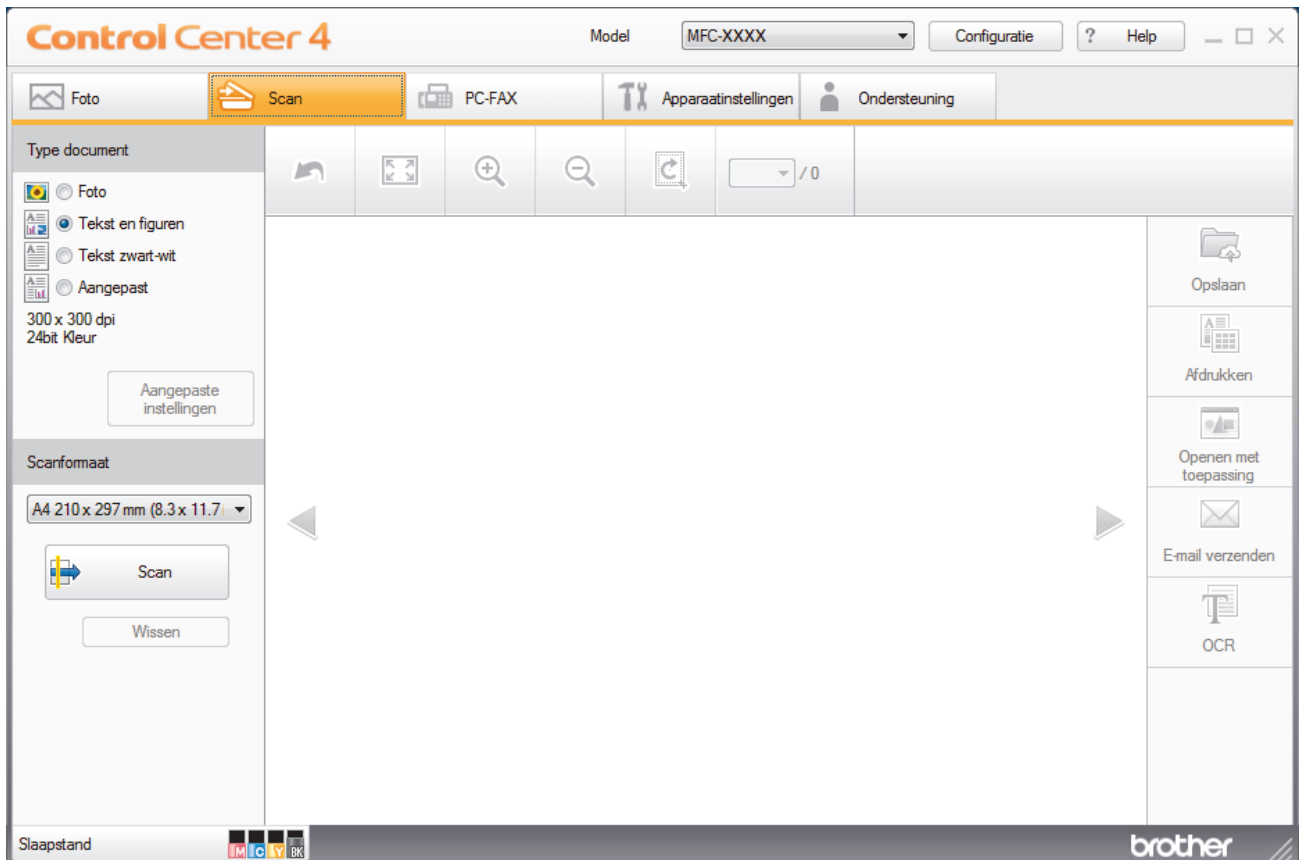 Control Center 4
Model
MFC-XXXX
Configuratie
? Help
Foto
Scan
PC-FAX
Apparaatinstellingen
Ondersteuning
Type document
Foto
Tekst en figuren
Tekst zwart-wit
Aangepast
300 x 300 dpi
24bit Kleur
Aangepaste
instellingen
Scanformaat
A4 210 x 297 mm (8.3 x 11.7
Scan
Wissen
/ 0
Opslaan
Afdrukken
Openen met
toepassing
E-mail verzenden
OCR
Slaapstand
M C Y BK
brother